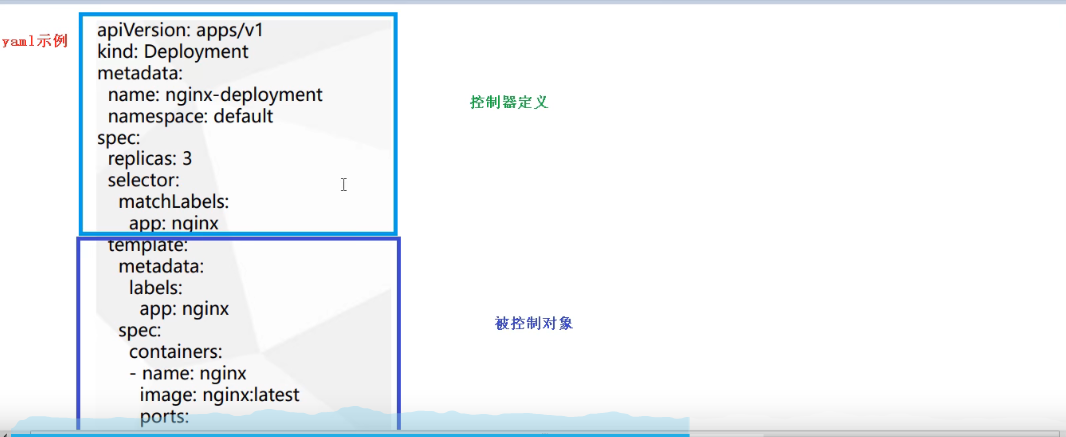 yaml示例
apiVersion: apps/v1
kind: Deployment
metadata:
  name: nginx-deployment
  namespace: default
spec:
  replicas: 3
  selector:
    matchLabels:
      app: nginx
  template:
    metadata:
      labels:
        app: nginx
    spec:
      containers:
      - name: nginx
        image: nginx:latest
        ports:
控制器定义
被控制对象